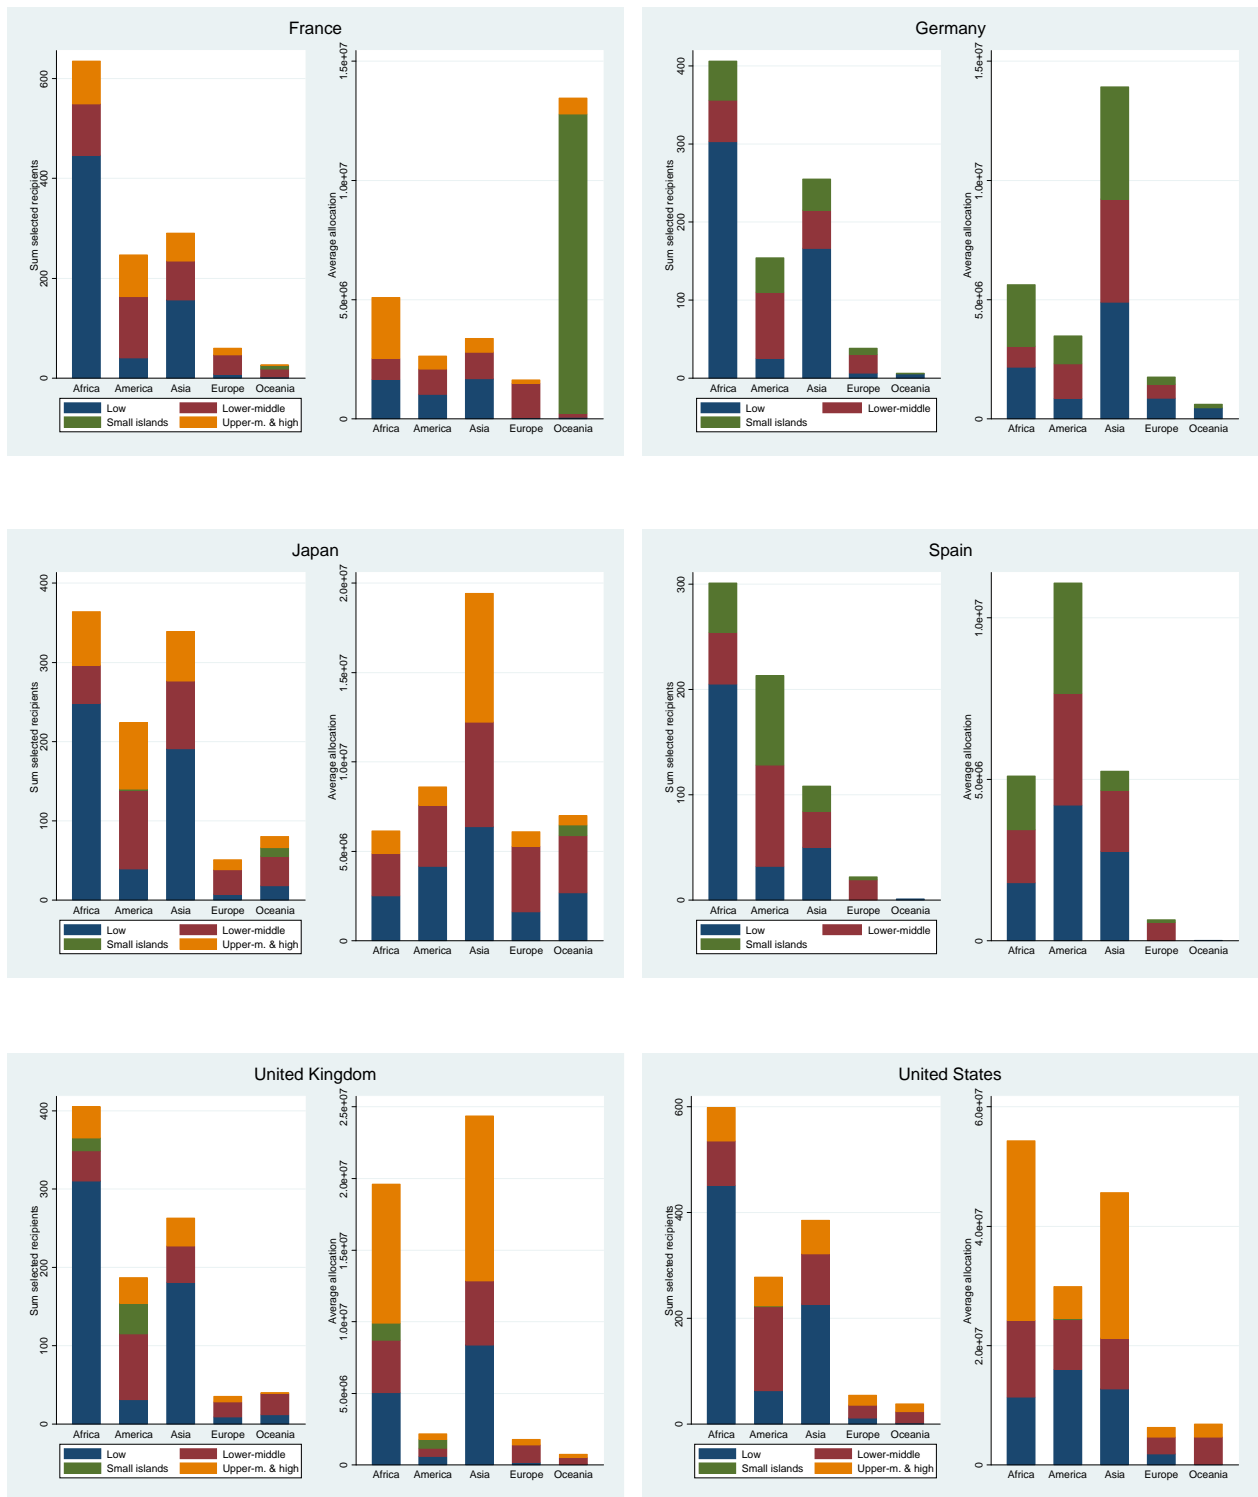 France
Sum selected recipients
0
200
400
600
Africa
America
Asia
Europe
Oceania
Average allocation
0
5.0e+06
1.0e+07
1.5e+07
Africa
America
Asia
Europe
Oceania
Low
Lower-middle
Small islands
Upper-m. & high
Germany
Sum selected recipients
0
100
200
300
400
Africa
America
Asia
Europe
Oceania
Average allocation
0
5.0e+06
1.0e+07
1.5e+07
Africa
America
Asia
Europe
Oceania
Low
Lower-middle
Small islands
Japan
Sum selected recipients
0
100
200
300
400
Africa
America
Asia
Europe
Oceania
Average allocation
0
5.0e+06
1.0e+07
1.5e+07
2.0e+07
Africa
America
Asia
Europe
Oceania
Low
Lower-middle
Small islands
Upper-m. & high
Spain
Sum selected recipients
0
100
200
300
Africa
America
Asia
Europe
Oceania
Average allocation
0
5.0e+06
1.0e+07
Africa
America
Asia
Europe
Oceania
Low
Lower-middle
Small islands
United Kingdom
Sum selected recipients
0
100
200
300
400
Africa
America
Asia
Europe
Oceania
Average allocation
0
5.0e+06
1.0e+07
1.5e+07
2.0e+07
2.5e+07
Africa
America
Asia
Europe
Oceania
Low
Lower-middle
Small islands
Upper-m. & high
United States
Sum selected recipients
0
200
400
600
Africa
America
Asia
Europe
Oceania
Average allocation
0
2.0e+07
4.0e+07
6.0e+07
Africa
America
Asia
Europe
Oceania
Low
Lower-middle
Small islands
Upper-m. & high